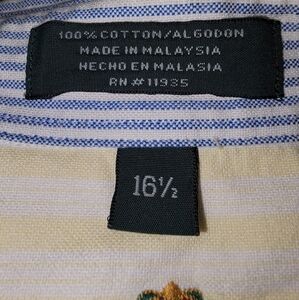 100% COTTON/ALGODON
MADE IN MALAYSIA
HECHO EN MALASIA
RN #11935
16½